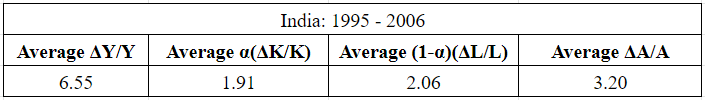 India: 1995 - 2006
Average ΔY/Y Average α(ΔK/K) Average (1-α)(ΔL/L) Average ΔA/A
6.55 1.91 2.06 3.20